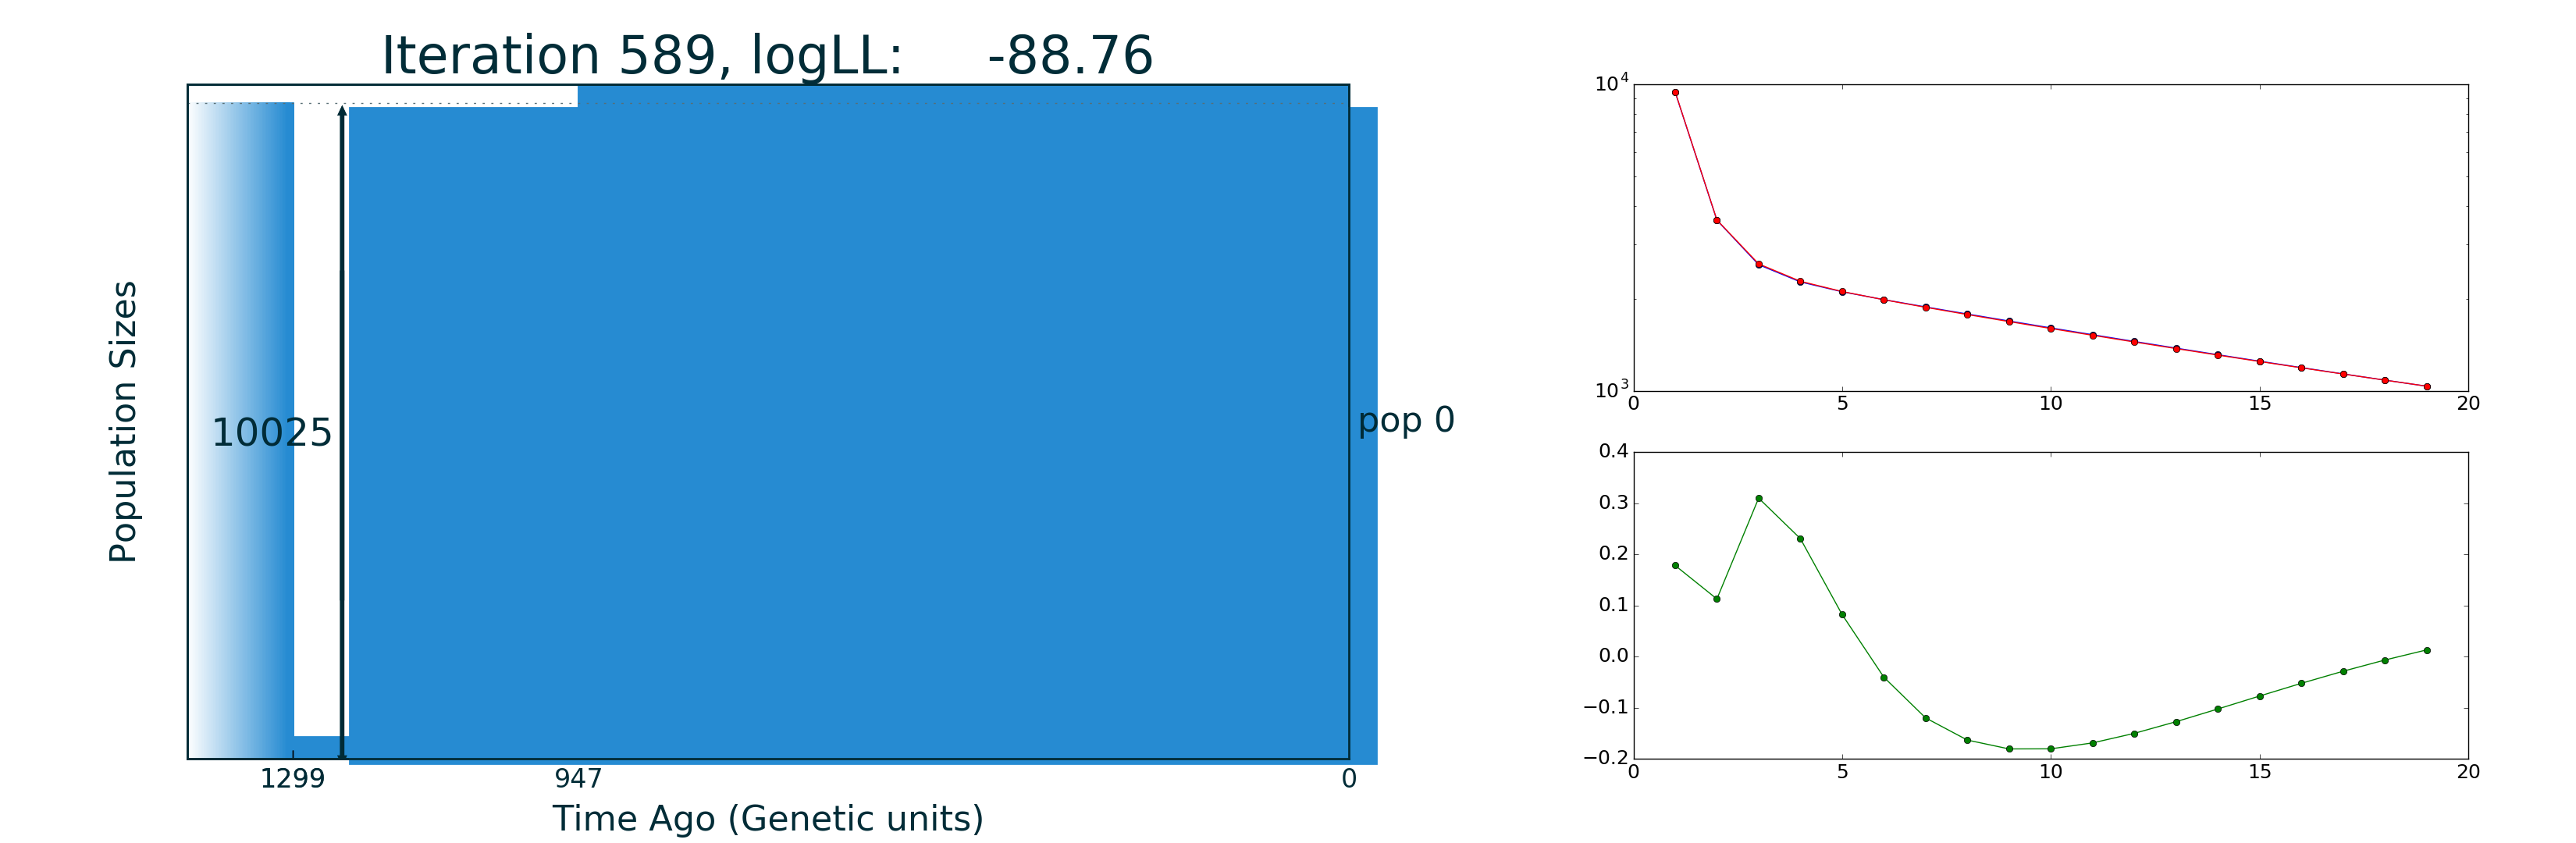 Iteration 589, logLL: -88.76
Population Sizes
10025
pop 0
1299 947 0
Time Ago (Genetic units)
10^4
10^3
0 5 10 15 20
0.4
0.3
0.2
0.1
0.0
−0.1
−0.2
0 5 10 15 20